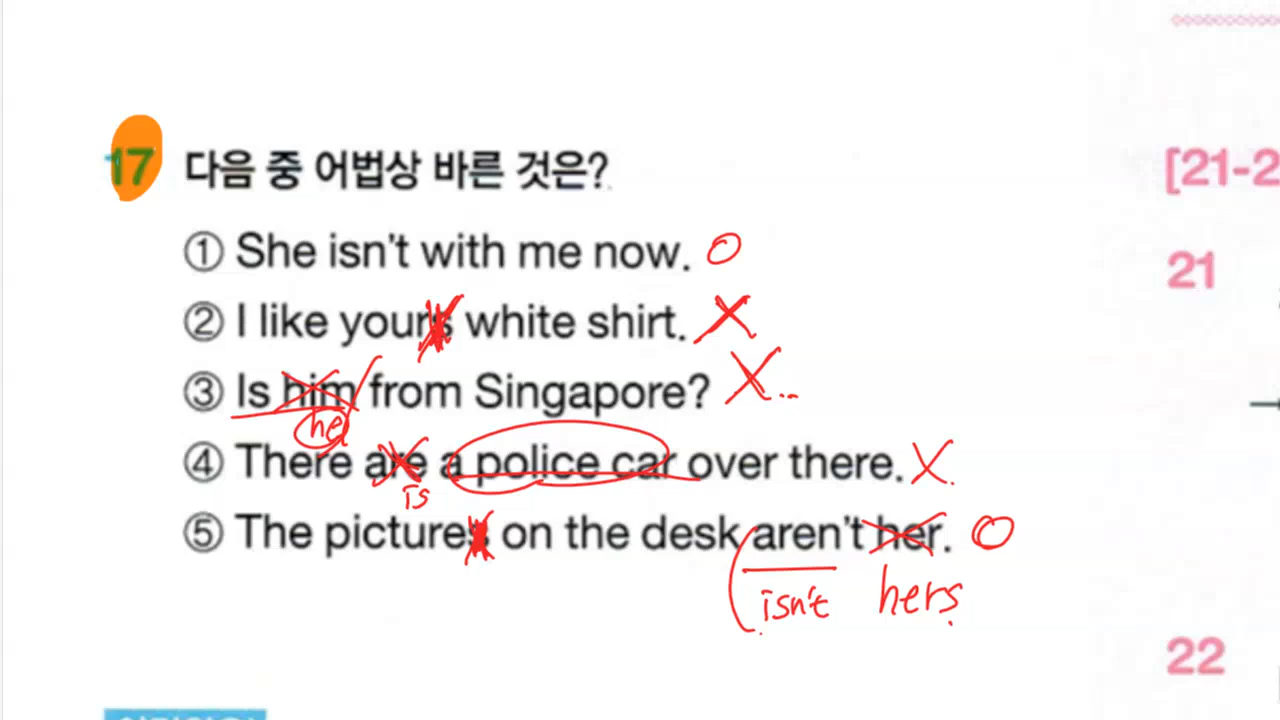 17 다음 중 어법상 바른 것은?
① She isn't with me now. O
② I like yours white shirt. X
③ Is him from Singapore? X..
he
④ There are a police car over there. X
is
⑤ The pictures on the desk aren't her. O
isn't hers
[21-2
21
22